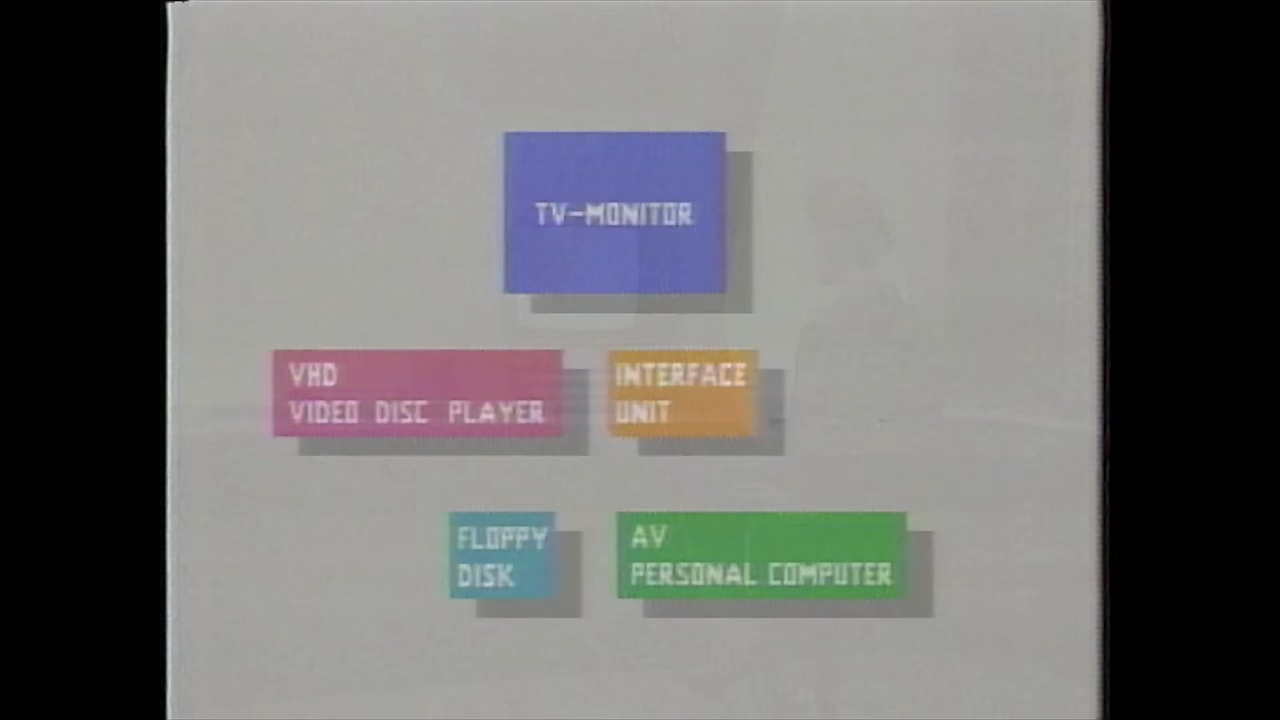 TV-MONITOR
VHD
VIDEO DISC PLAYER
INTERFACE
UNIT
FLOPPY
DISK
AV
PERSONAL COMPUTER